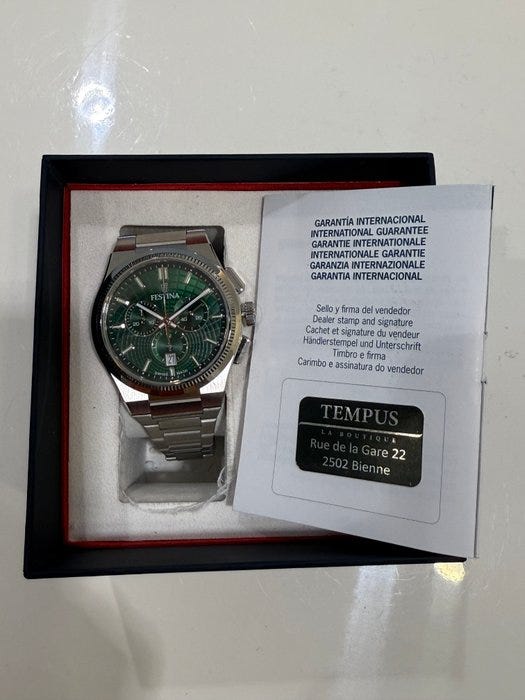 FESTINA
GARANTÍA INTERNACIONAL
INTERNATIONAL GUARANTEE
GARANTIE INTERNATIONALE
INTERNATIONALE GARANTIE
GARANZIA INTERNAZIONALE
GARANTIA INTERNACIONAL
Sello y firma del vendedor
Dealer stamp and signature
Cachet et signature du vendeur
Händlerstempel und Unterschrift
Timbro e firma
Carimbo e assinatura do vendedor
TEMPUS
LA BOUTIQUE
Rue de la Gare 22
2502 Bienne